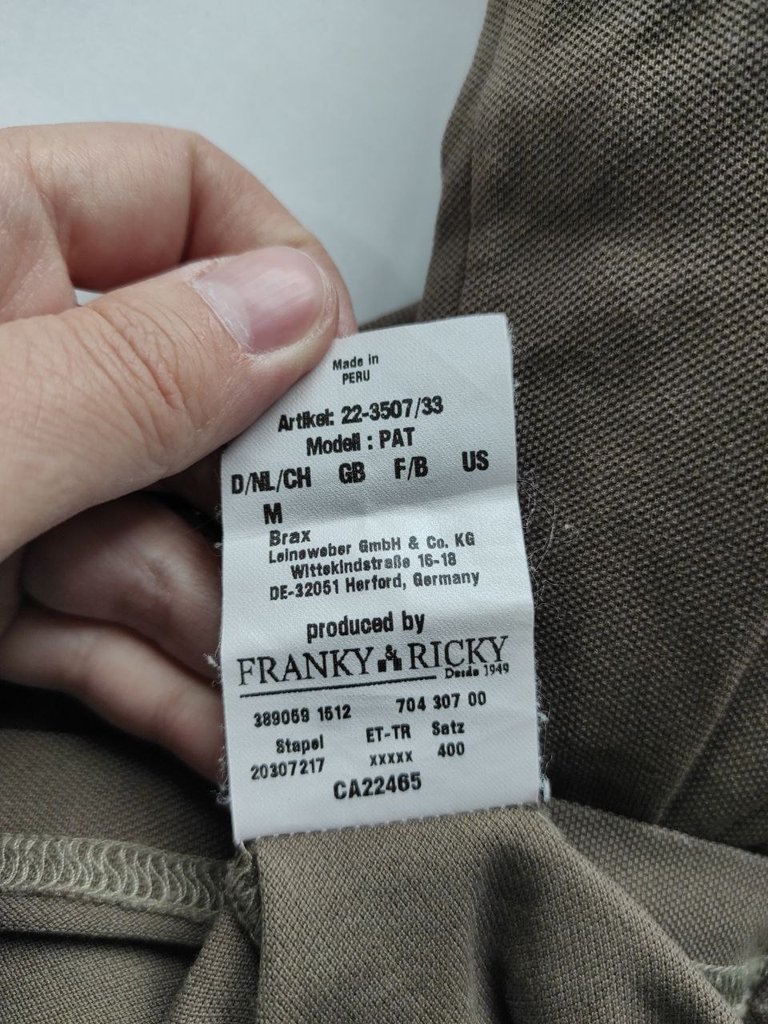 Made in
PERU
Artikel: 22-3507/33
Modell : PAT
D/NL/CH GB F/B US
M
Brax
Leineweber GmbH & Co. KG
Wittekindstraße 16-18
DE-32051 Herford, Germany
produced by
FRANKY & RICKY
Desde 1949
389059 1512 704 307 00
Stapel ET-TR Satz
20307217 xxxxx 400
CA22465